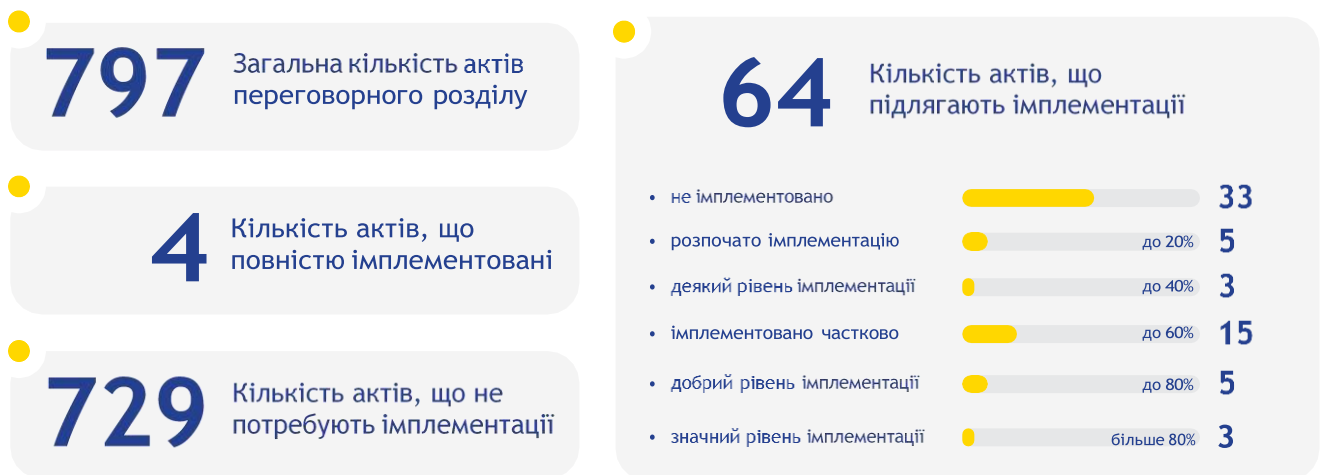 797
Загальна кількість актів
переговорного розділу
4
Кількість актів, що
повністю імплементовані
729
Кількість актів, що не
потребують імплементації
64
Кількість актів, що
підлягають імплементації
• не імплементовано 33
• розпочато імплементацію до 20% 5
• деякий рівень імплементації до 40% 3
• імплементовано частково до 60% 15
• добрий рівень імплементації до 80% 5
• значний рівень імплементації більше 80% 3